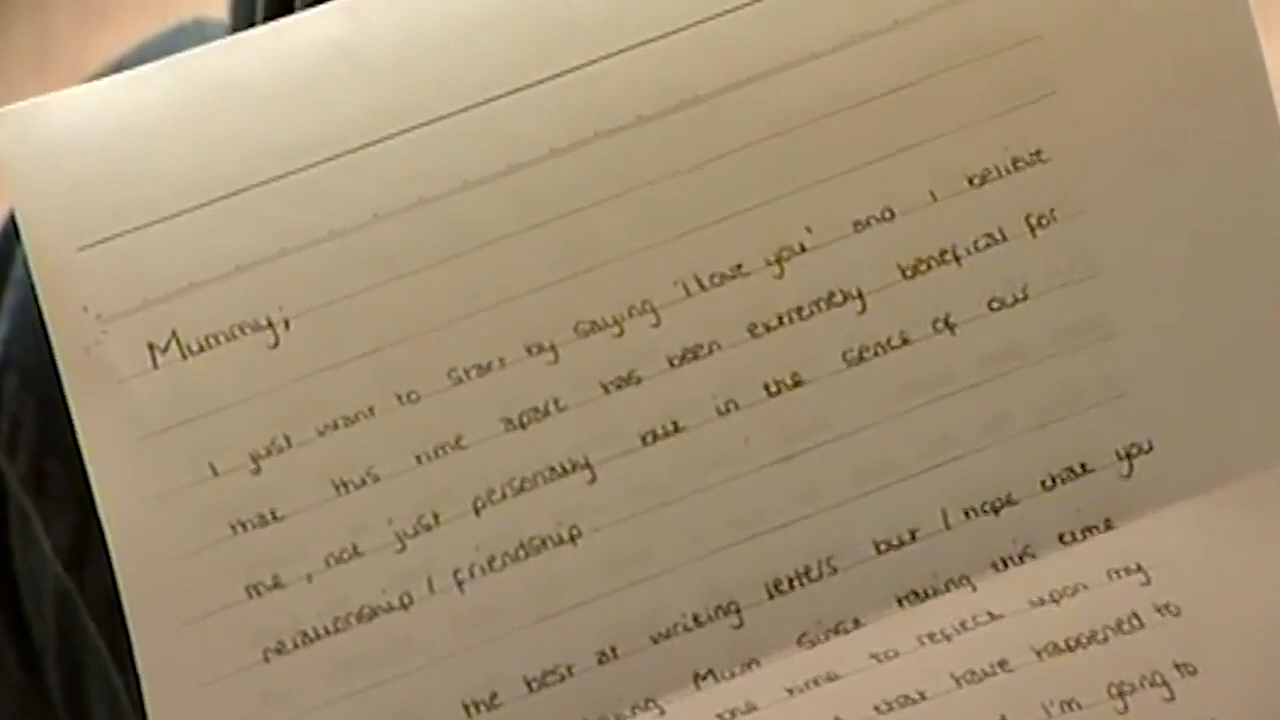 Mummy;
I just want to start by saying 'I love you' and I believe
that this time apart has been extremely benefical for
me, not just personally but in the sence of our
relationship / friendship
the best at writing letters but I hope that you
Mum since having this time
the time to reflect upon my
that have happened to
I'm going to